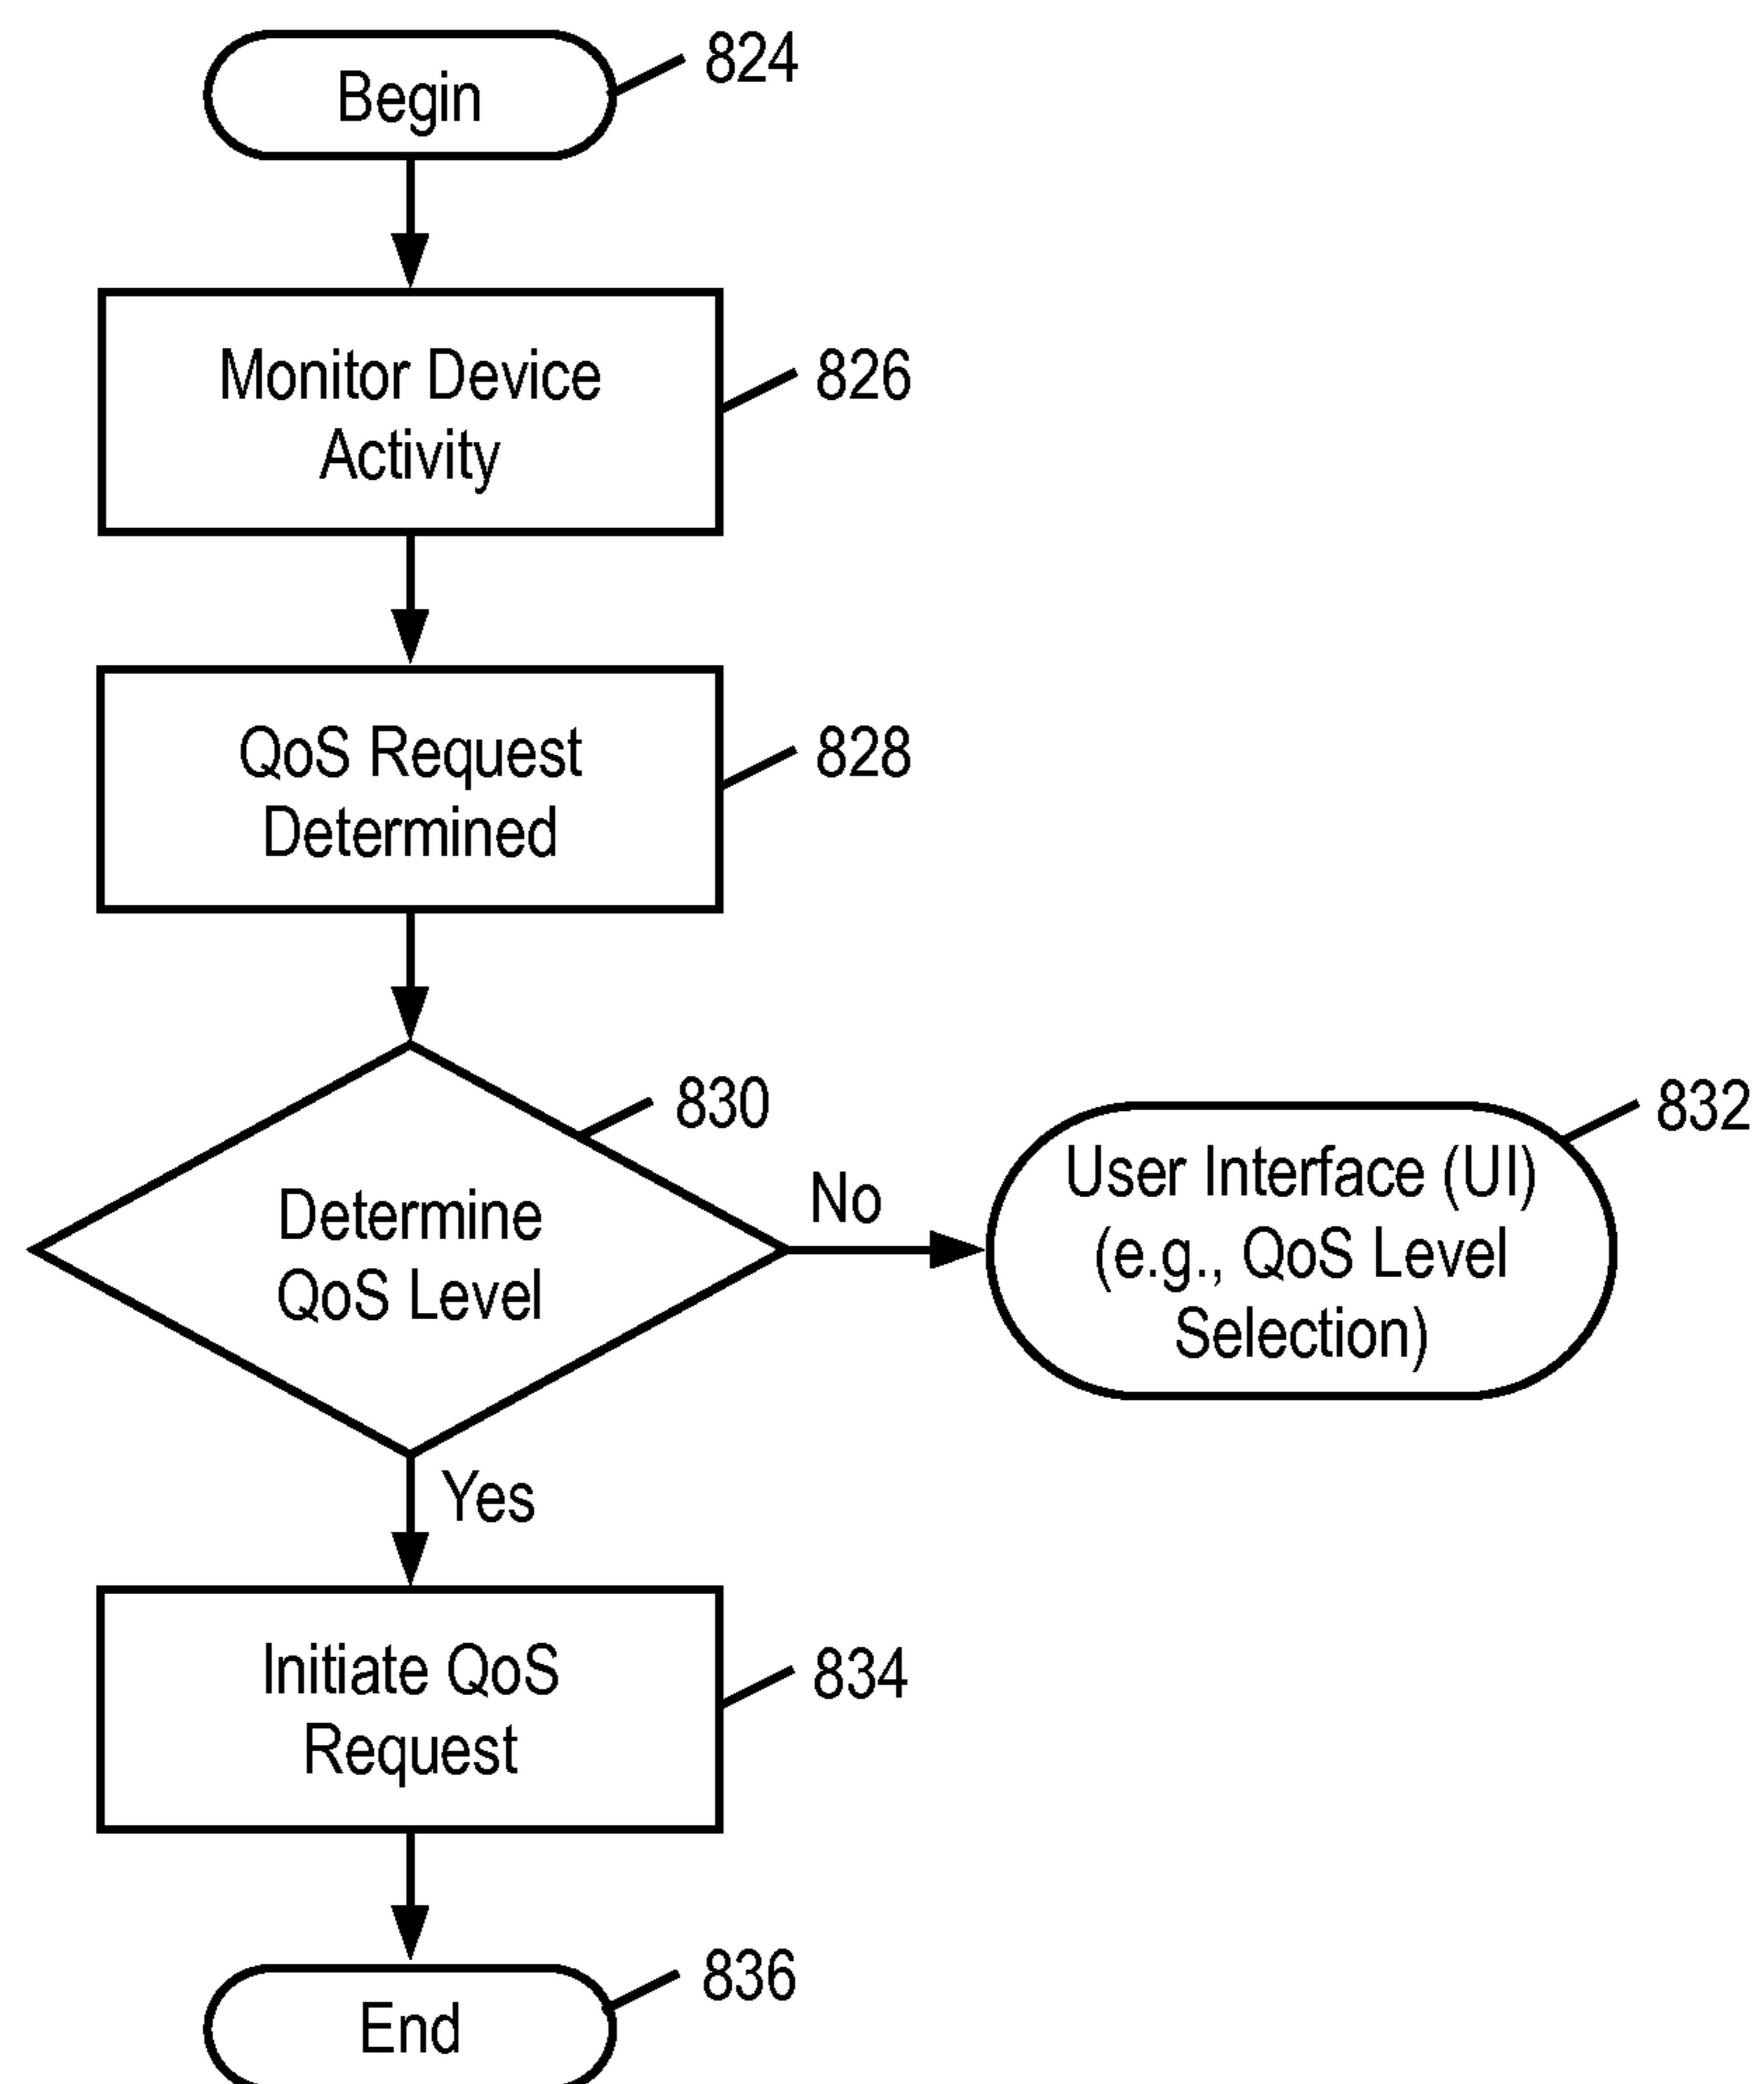 Begin
824
Monitor Device
Activity
826
QoS Request
Determined
828
830
Determine
QoS Level
No
832
User Interface (UI)
(e.g., QoS Level
Selection)
Yes
Initiate QoS
Request
834
End
836